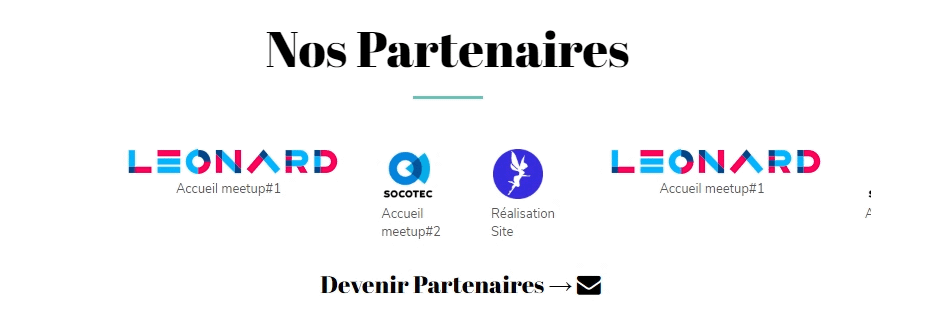 Nos Partenaires
LEONARD
Accueil meetup#1
SOCOTEC
Accueil
meetup#2
Réalisation
Site
LEONARD
Accueil meetup#1
Devenir Partenaires →